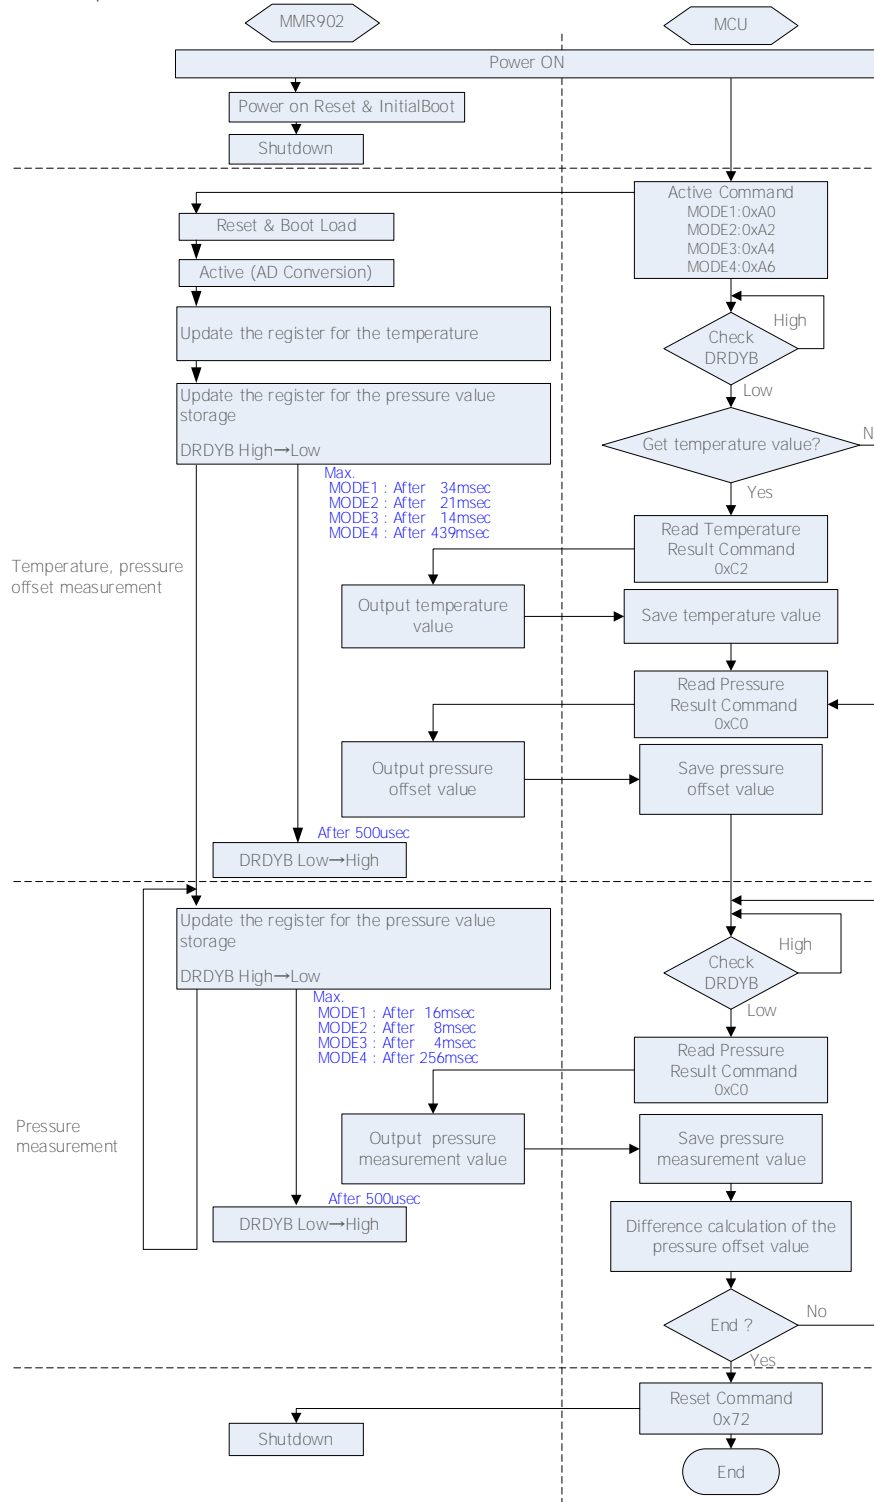 MMR902
MCU
Power ON
Power on Reset & InitialBoot
Shutdown
Active Command
MODE1:0xA0
MODE2:0xA2
MODE3:0xA4
MODE4:0xA6
Reset & Boot Load
Active (AD Conversion)
Update the register for the temperature
High
Check
DRDYB
Low
Update the register for the pressure value
storage
DRDYB High→Low
Get temperature value?
N
Yes
Max.
MODE1 : After 34msec
MODE2 : After 21msec
MODE3 : After 14msec
MODE4 : After 439msec
Read Temperature
Result Command
0xC2
Temperature, pressure
offset measurement
Output temperature
value
Save temperature value
Read Pressure
Result Command
0xC0
Output pressure
offset value
Save pressure
offset value
After 500usec
DRDYB Low→High
Update the register for the pressure value
storage
DRDYB High→Low
High
Check
DRDYB
Low
Max.
MODE1 : After 16msec
MODE2 : After 8msec
MODE3 : After 4msec
MODE4 : After 256msec
Read Pressure
Result Command
0xC0
Pressure
measurement
Output pressure
measurement value
Save pressure
measurement value
After 500usec
DRDYB Low→High
Difference calculation of the
pressure offset value
End ?
No
Yes
Reset Command
0x72
Shutdown
End